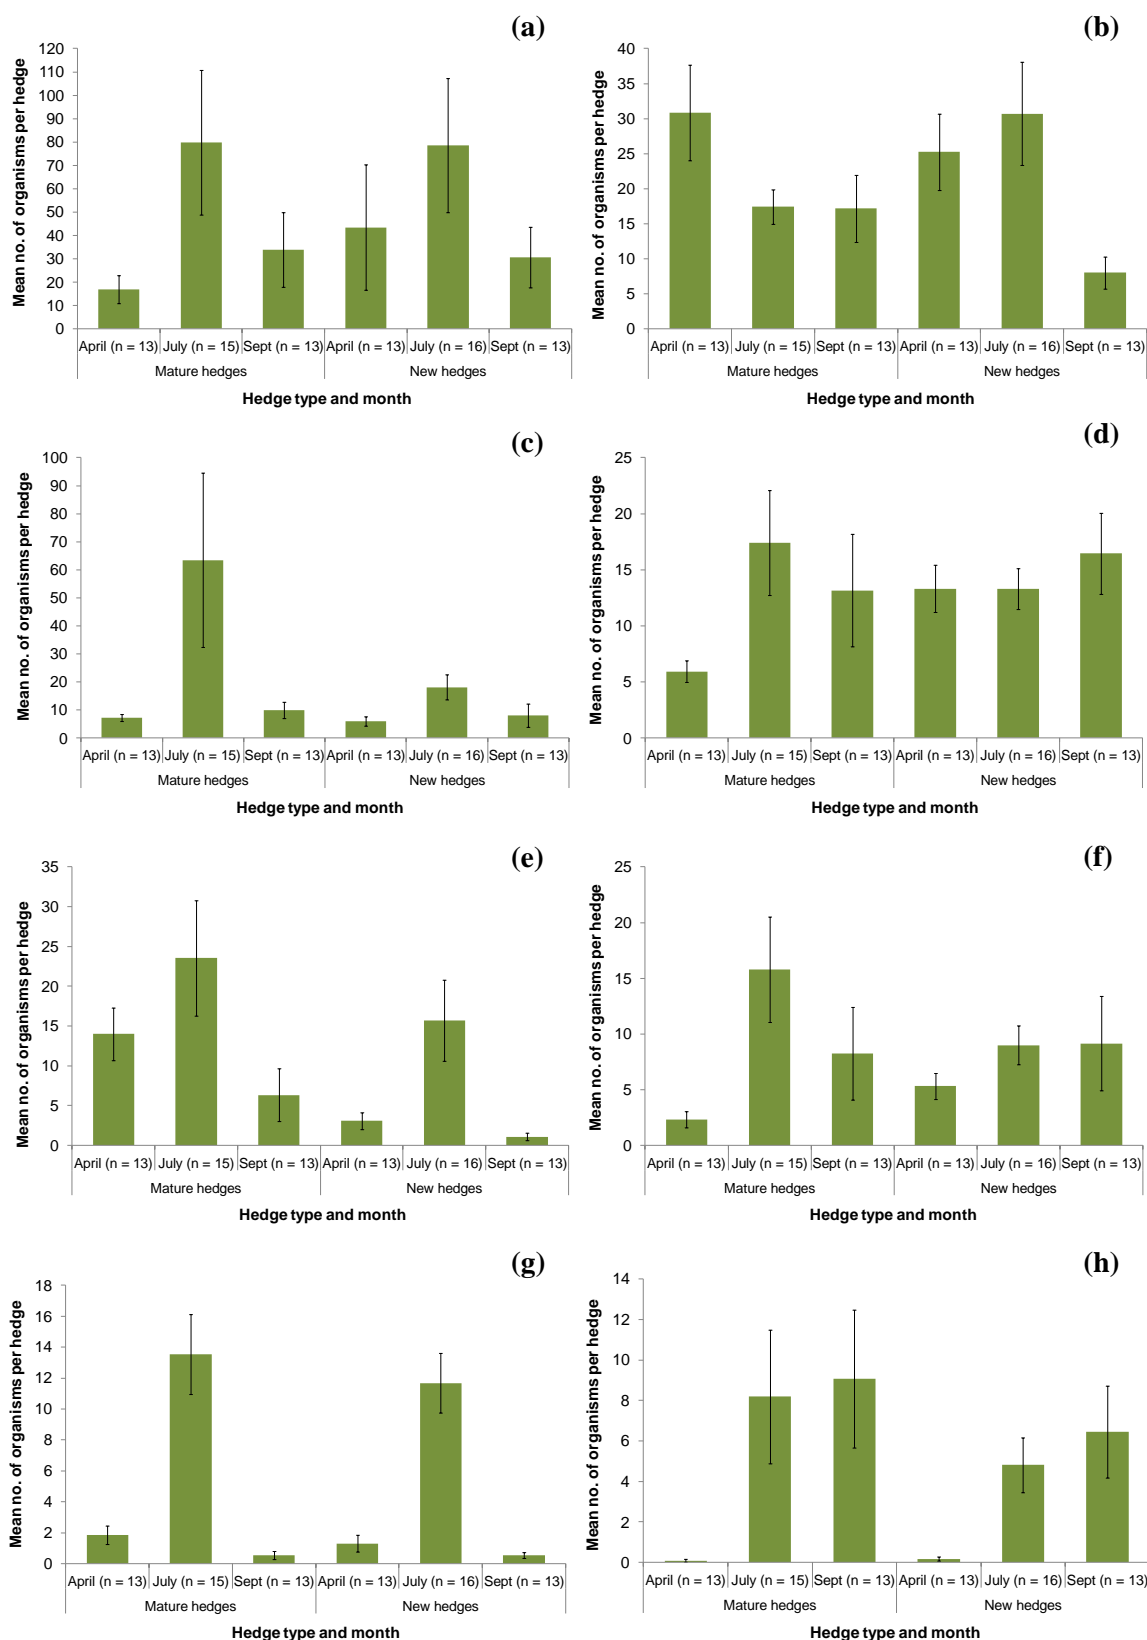 (a)
Mean no. of organisms per hedge
120
110
100
90
80
70
60
50
40
30
20
10
0
April (n = 13) July (n = 15) Sept (n = 13) April (n = 13) July (n = 16) Sept (n = 13)
Mature hedges New hedges
Hedge type and month
(b)
Mean no. of organisms per hedge
40
35
30
25
20
15
10
5
0
April (n = 13) July (n = 15) Sept (n = 13) April (n = 13) July (n = 16) Sept (n = 13)
Mature hedges New hedges
Hedge type and month
(c)
Mean no. of organisms per hedge
100
90
80
70
60
50
40
30
20
10
0
April (n = 13) July (n = 15) Sept (n = 13) April (n = 13) July (n = 16) Sept (n = 13)
Mature hedges New hedges
Hedge type and month
(d)
Mean no. of organisms per hedge
25
20
15
10
5
0
April (n = 13) July (n = 15) Sept (n = 13) April (n = 13) July (n = 16) Sept (n = 13)
Mature hedges New hedges
Hedge type and month
(e)
Mean no. of organisms per hedge
35
30
25
20
15
10
5
0
April (n = 13) July (n = 15) Sept (n = 13) April (n = 13) July (n = 16) Sept (n = 13)
Mature hedges New hedges
Hedge type and month
(f)
Mean no. of organisms per hedge
25
20
15
10
5
0
April (n = 13) July (n = 15) Sept (n = 13) April (n = 13) July (n = 16) Sept (n = 13)
Mature hedges New hedges
Hedge type and month
(g)
Mean no. of organisms per hedge
18
16
14
12
10
8
6
4
2
0
April (n = 13) July (n = 15) Sept (n = 13) April (n = 13) July (n = 16) Sept (n = 13)
Mature hedges New hedges
Hedge type and month
(h)
Mean no. of organisms per hedge
14
12
10
8
6
4
2
0
April (n = 13) July (n = 15) Sept (n = 13) April (n = 13) July (n = 16) Sept (n = 13)
Mature hedges New hedges
Hedge type and month